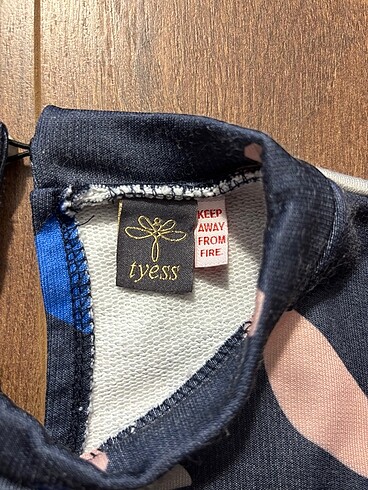 tyess
KEEP
AWAY
FROM
FIRE